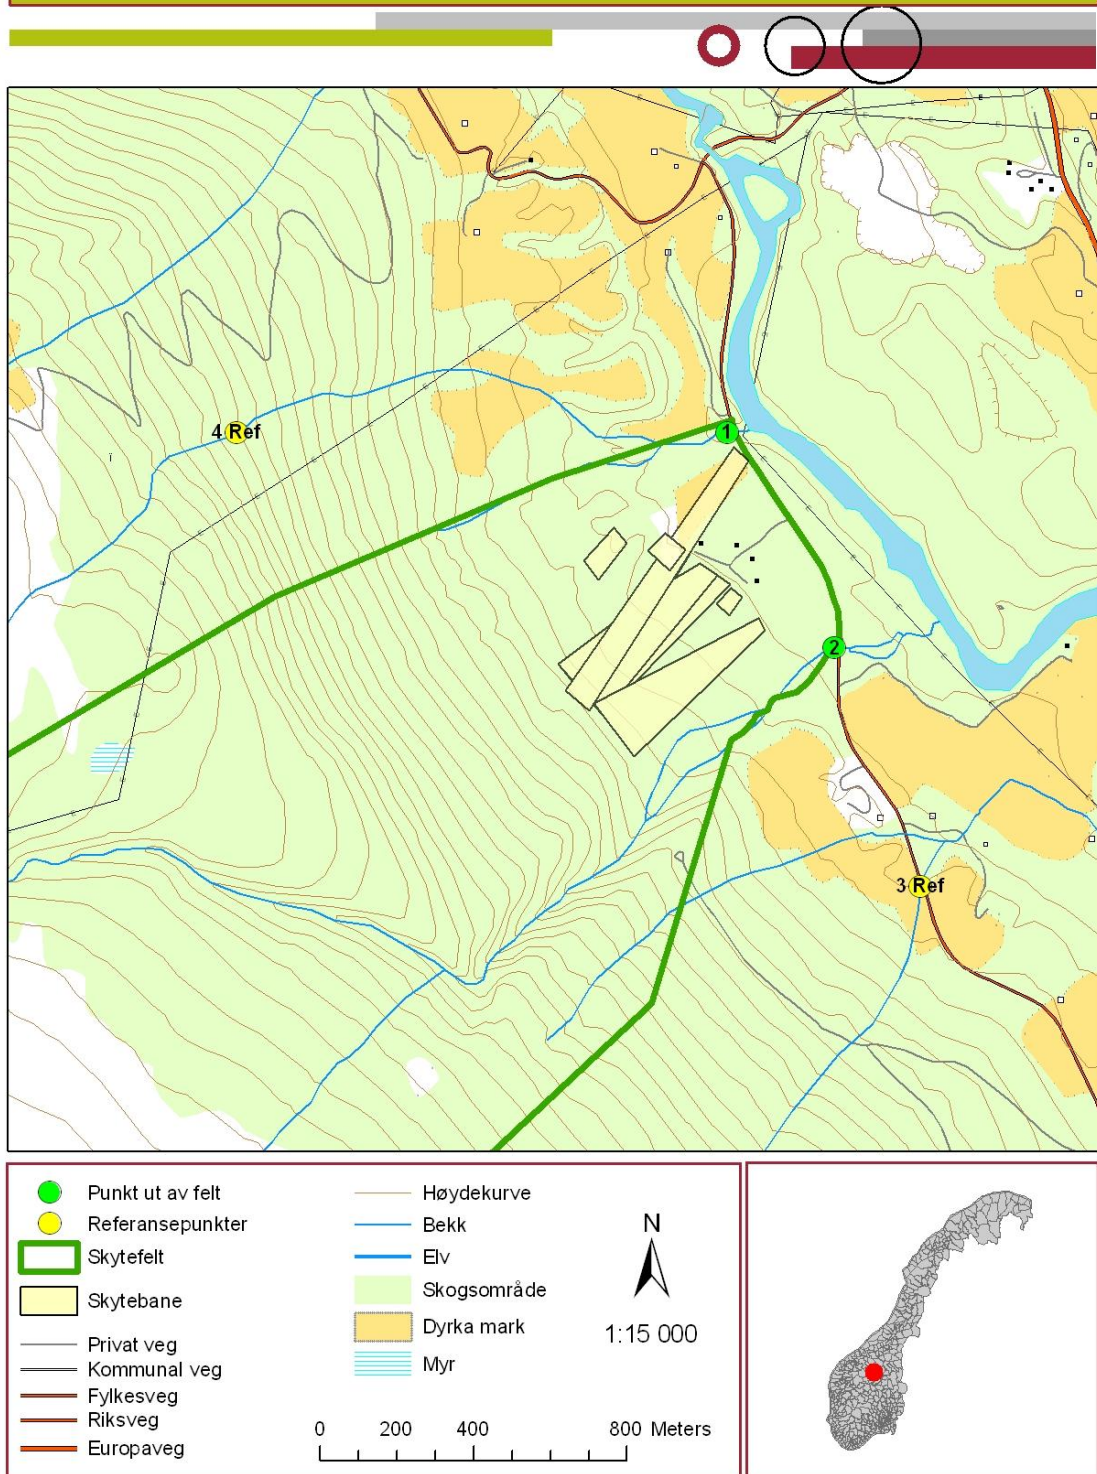 4 Ref
1
2
3 Ref
Punkt ut av felt
Referansepunkter
Skytefelt
Skytebane
Privat veg
Kommunal veg
Fylkesveg
Riksveg
Europaveg
Høydekurve
Bekk
Elv
Skogsområde
Dyrka mark
Myr
N
1:15 000
0 200 400 800 Meters